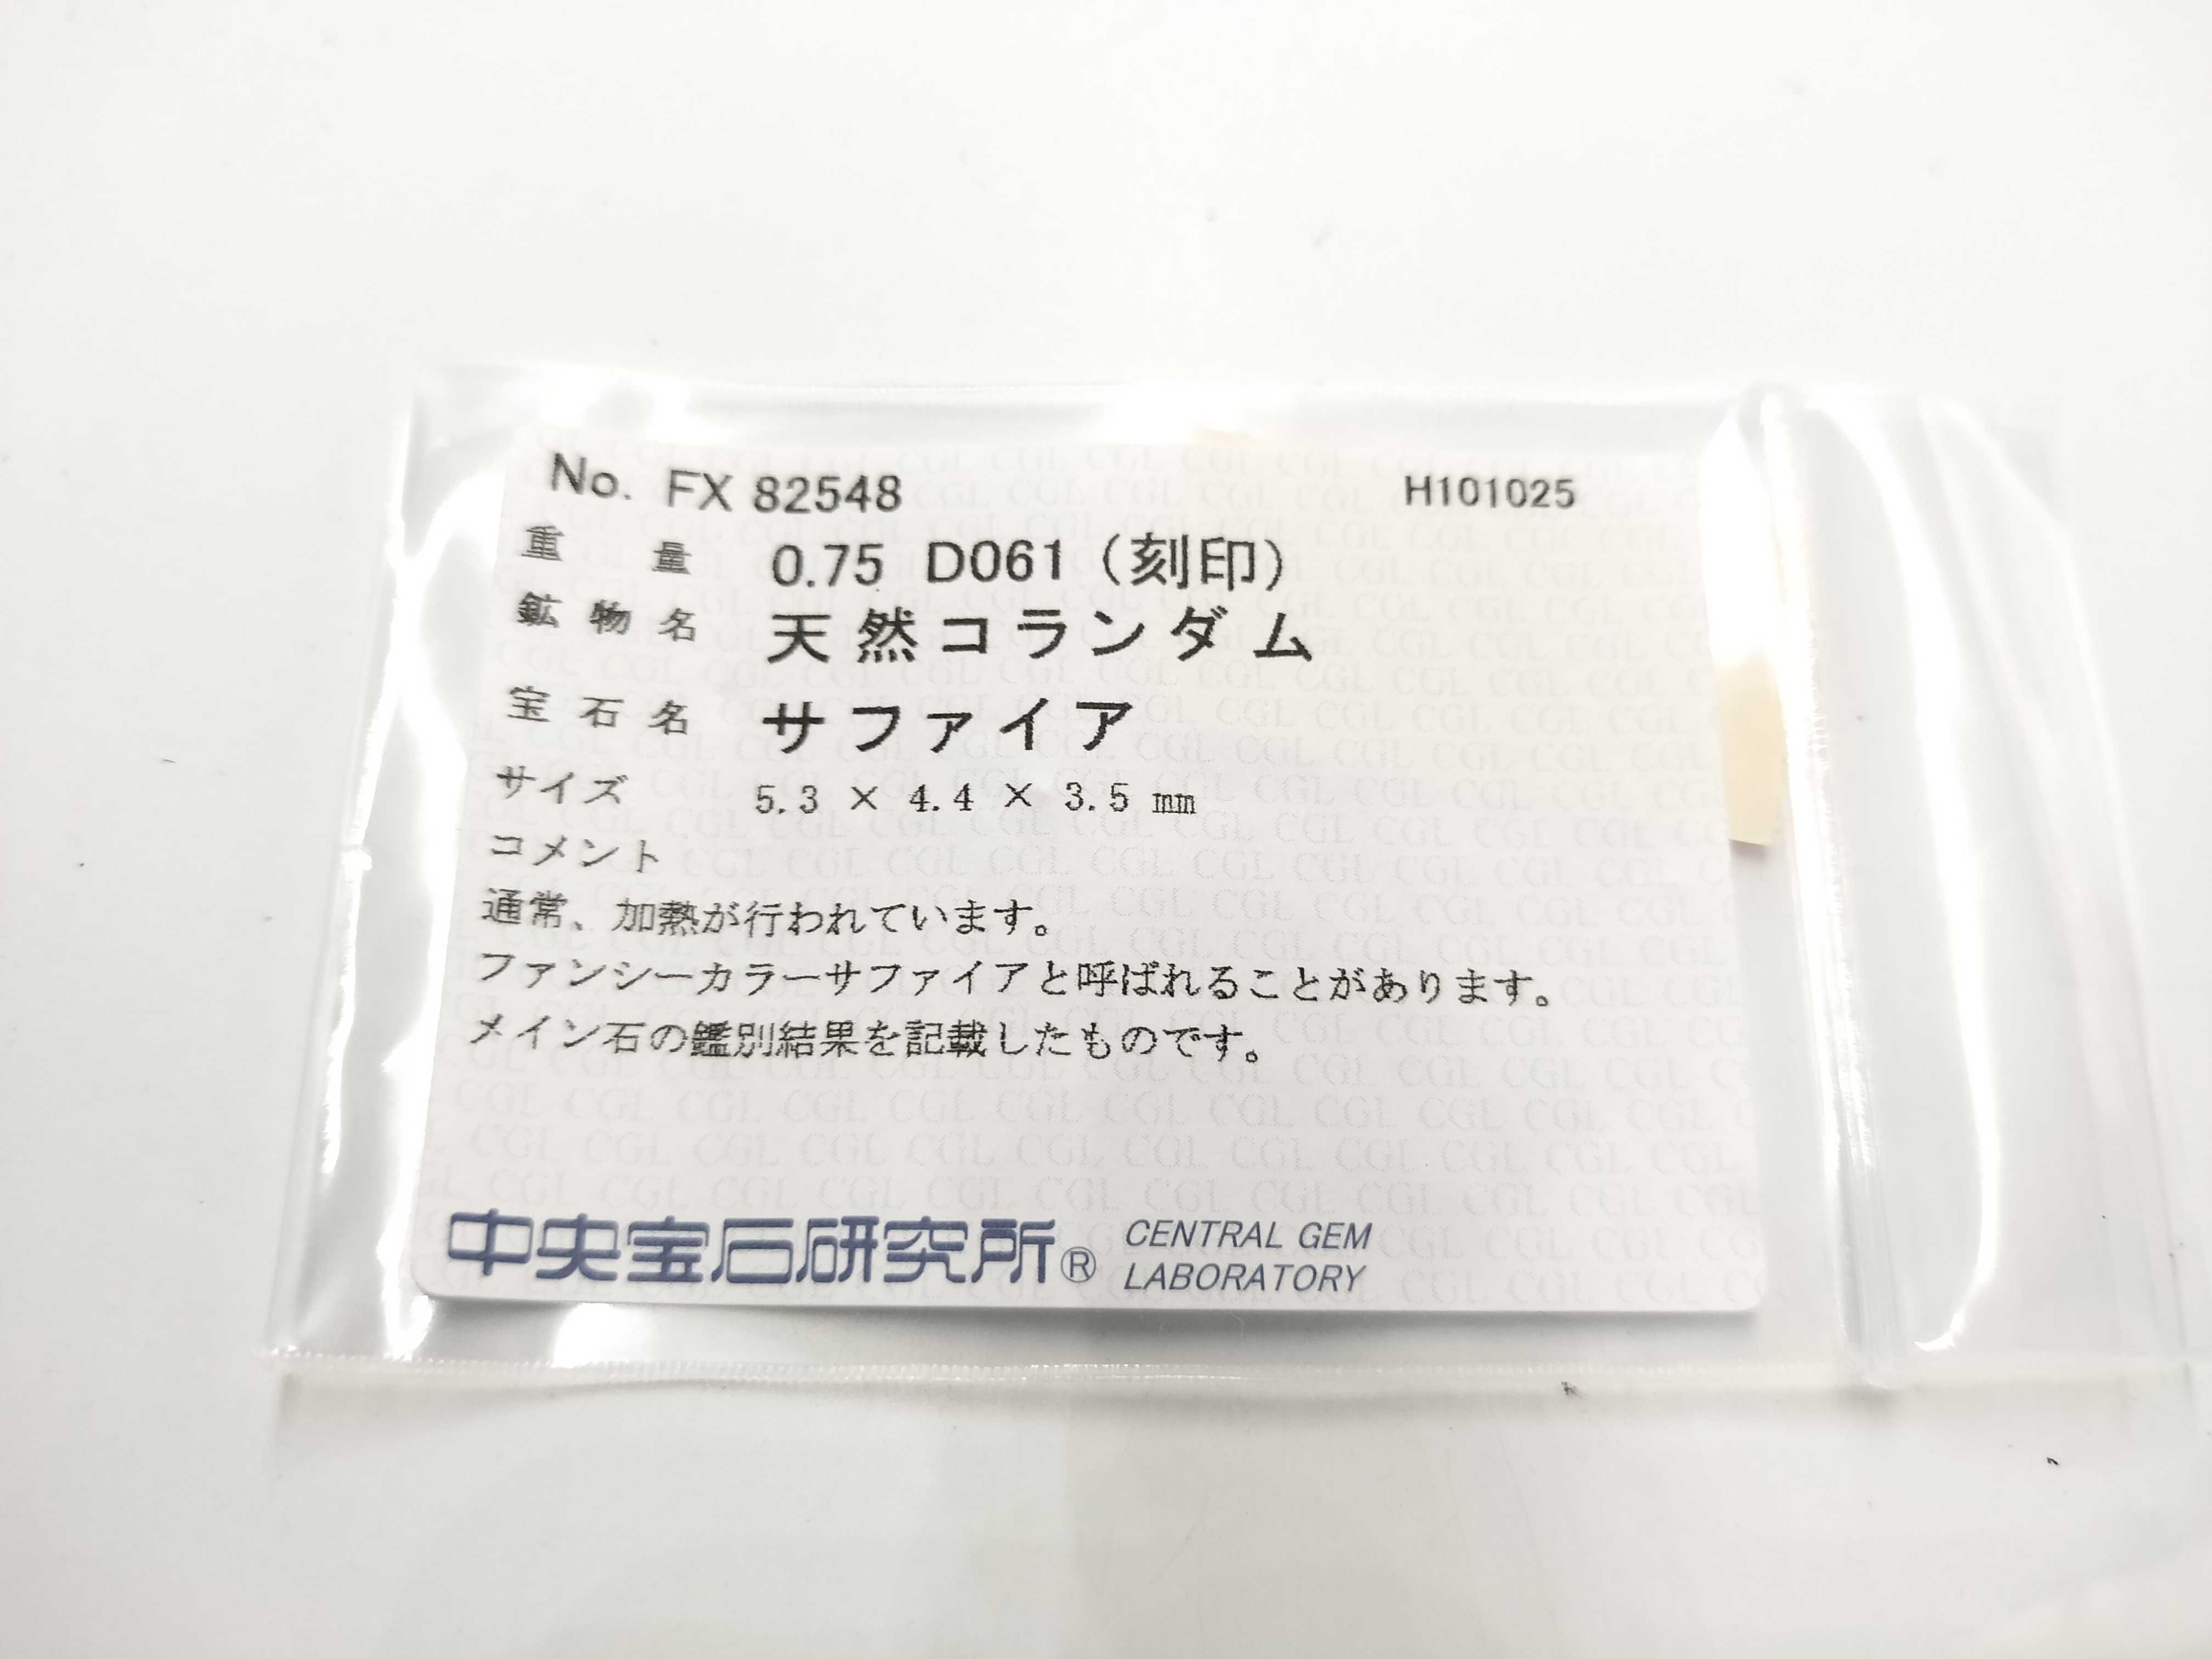 No. FX 82548 H101025
重量 0.75 D061（刻印）
鉱物名 天然コランダム
宝石名 サファイア
サイズ 5.3 × 4.4 × 3.5 mm
コメント
通常、加熱が行われています。
ファンシーカラーサファイアと呼ばれることがあります。
メイン石の鑑別結果を記載したものです。
中央宝石研究所® CENTRAL GEM
LABORATORY